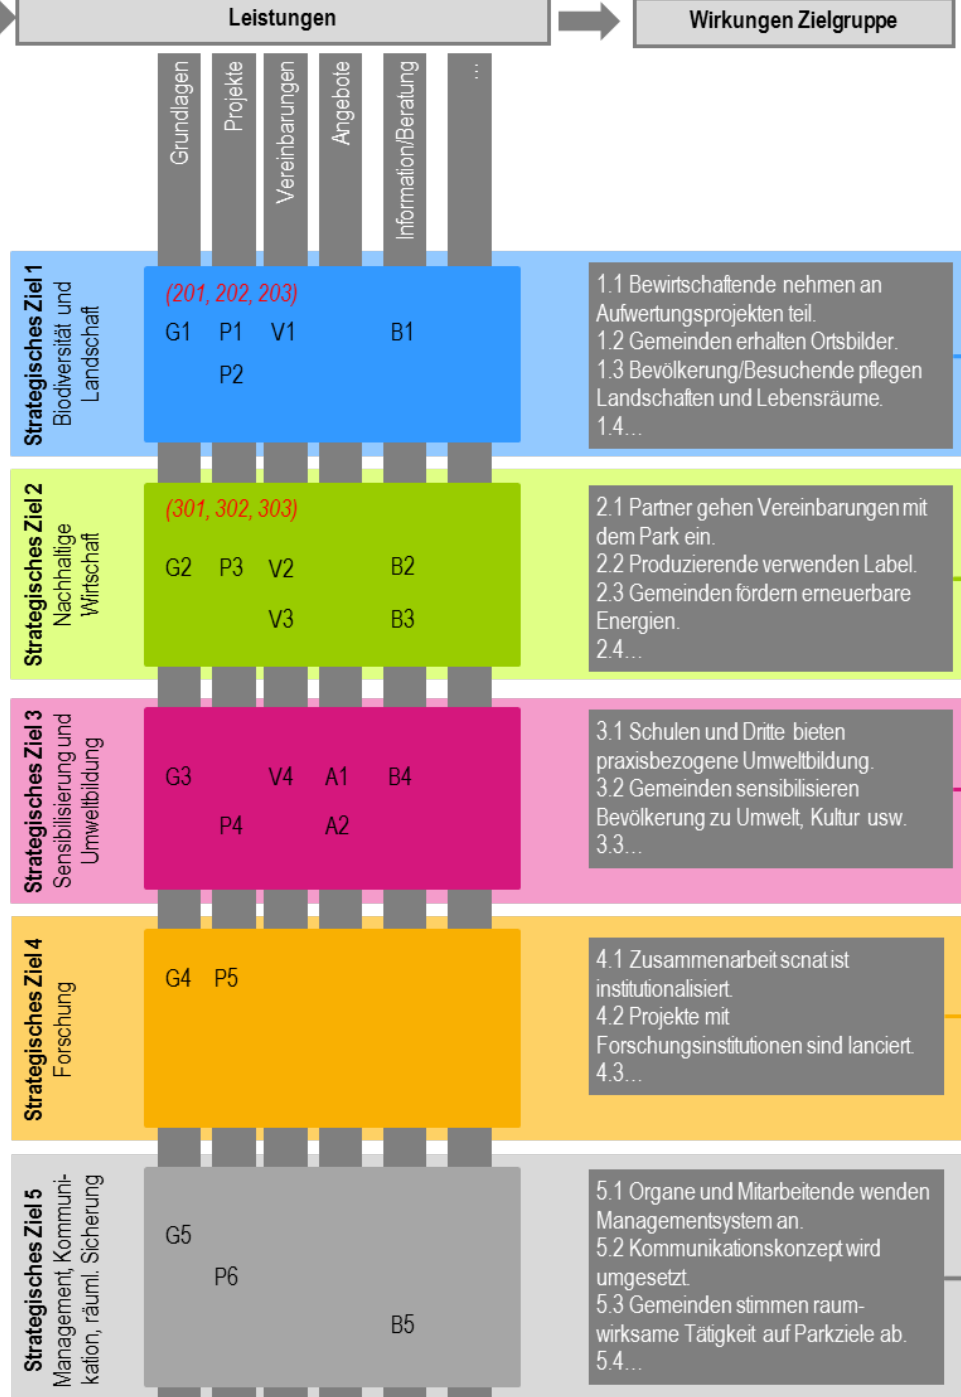 Leistungen
Wirkungen Zielgruppe
Grundlagen
Projekte
Vereinbarungen
Angebote
Information/Beratung
...
Strategisches Ziel 1
Biodiversität und
Landschaft
(201, 202, 203)
G1 P1 V1 B1
P2
1.1 Bewirtschaftende nehmen an
Aufwertungsprojekten teil.
1.2 Gemeinden erhalten Ortsbilder.
1.3 Bevölkerung/Besuchende pflegen
Landschaften und Lebensräume.
1.4...
Strategisches Ziel 2
Nachhaltige
Wirtschaft
(301, 302, 303)
G2 P3 V2 B2
V3 B3
2.1 Partner gehen Vereinbarungen mit
dem Park ein.
2.2 Produzierende verwenden Label.
2.3 Gemeinden fördern erneuerbare
Energien.
2.4...
Strategisches Ziel 3
Sensibilisierung und
Umweltbildung
G3 V4 A1 B4
P4 A2
3.1 Schulen und Dritte bieten
praxisbezogene Umweltbildung.
3.2 Gemeinden sensibilisieren
Bevölkerung zu Umwelt, Kultur usw.
3.3...
Strategisches Ziel 4
Forschung
G4 P5
4.1 Zusammenarbeit scnat ist
institutionalisiert.
4.2 Projekte mit
Forschungsinstitutionen sind lanciert.
4.3...
Strategisches Ziel 5
Management, Kommuni-
kation, räuml. Sicherung
G5
P6
B5
5.1 Organe und Mitarbeitende wenden
Managementsystem an.
5.2 Kommunikationskonzept wird
umgesetzt.
5.3 Gemeinden stimmen raum-
wirksame Tätigkeit auf Parkziele ab.
5.4...